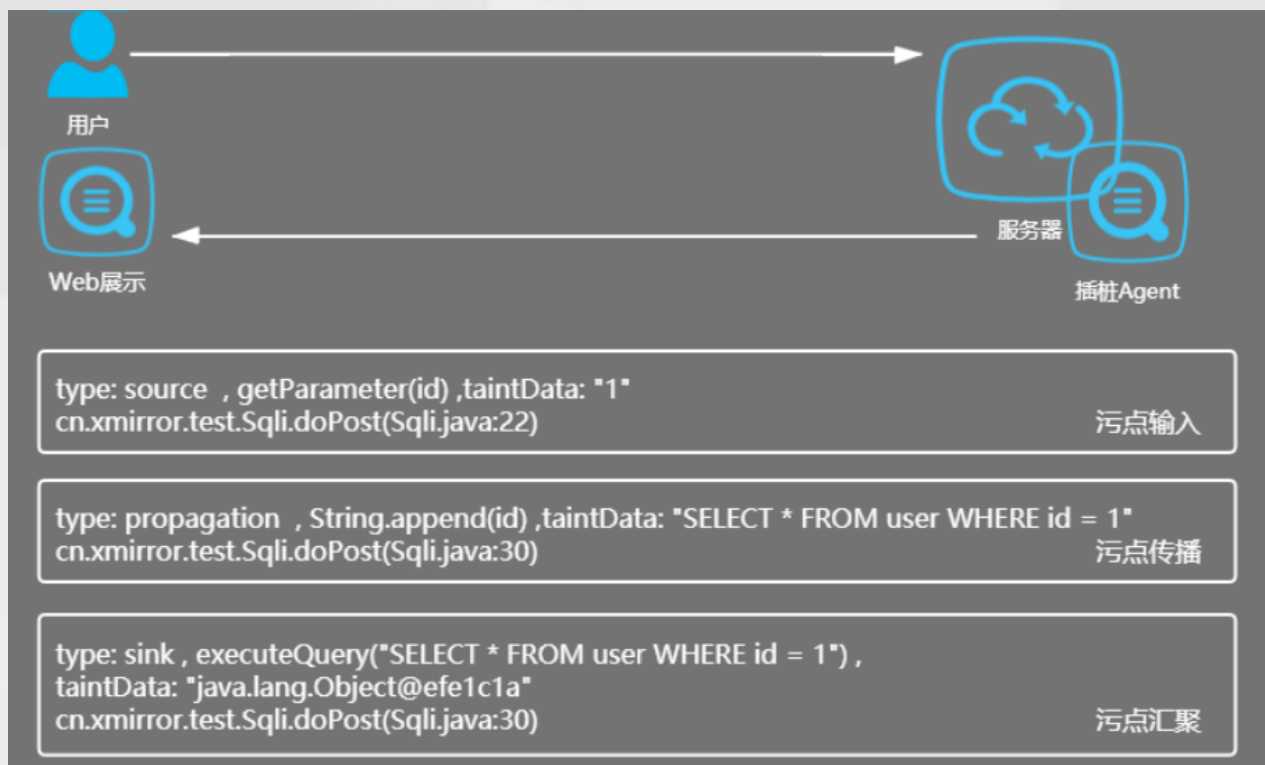 用户
服务器
Web展示
插桩Agent
type: source , getParameter(id) ,taintData: "1"
cn.xmirror.test.Sqli.doPost(Sqli.java:22) 污点输入
type: propagation , String.append(id) ,taintData: "SELECT * FROM user WHERE id = 1"
cn.xmirror.test.Sqli.doPost(Sqli.java:30) 污点传播
type: sink , executeQuery("SELECT * FROM user WHERE id = 1") ,
taintData: "java.lang.Object@efe1c1a"
cn.xmirror.test.Sqli.doPost(Sqli.java:30) 污点汇聚